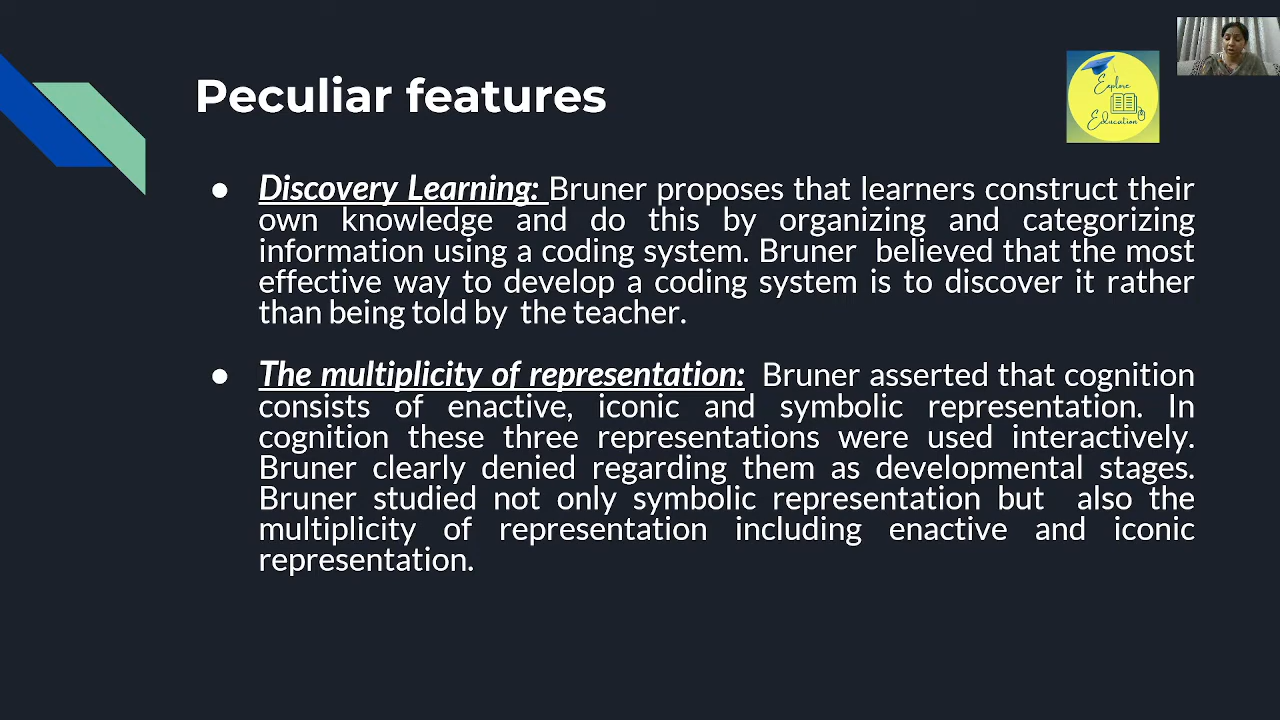 Peculiar features
Explore
Education
● Discovery Learning: Bruner proposes that learners construct their
own knowledge and do this by organizing and categorizing
information using a coding system. Bruner believed that the most
effective way to develop a coding system is to discover it rather
than being told by the teacher.
● The multiplicity of representation: Bruner asserted that cognition
consists of enactive, iconic and symbolic representation. In
cognition these three representations were used interactively.
Bruner clearly denied regarding them as developmental stages.
Bruner studied not only symbolic representation but also the
multiplicity of representation including enactive and iconic
representation.